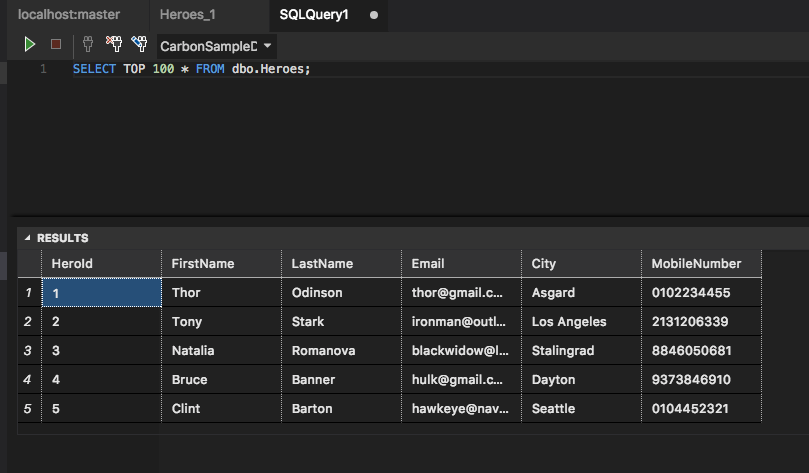 localhost:master Heroes_1 SQLQuery1
CarbonSampleD
1 SELECT TOP 100 * FROM dbo.Heroes;
RESULTS
HeroId FirstName LastName Email City MobileNumber
1 1 Thor Odinson thor@gmail.c... Asgard 0102234455
2 2 Tony Stark ironman@outl... Los Angeles 2131206339
3 3 Natalia Romanova blackwidow@l... Stalingrad 8846050681
4 4 Bruce Banner hulk@gmail.c... Dayton 9373846910
5 5 Clint Barton hawkeye@nav... Seattle 0104452321